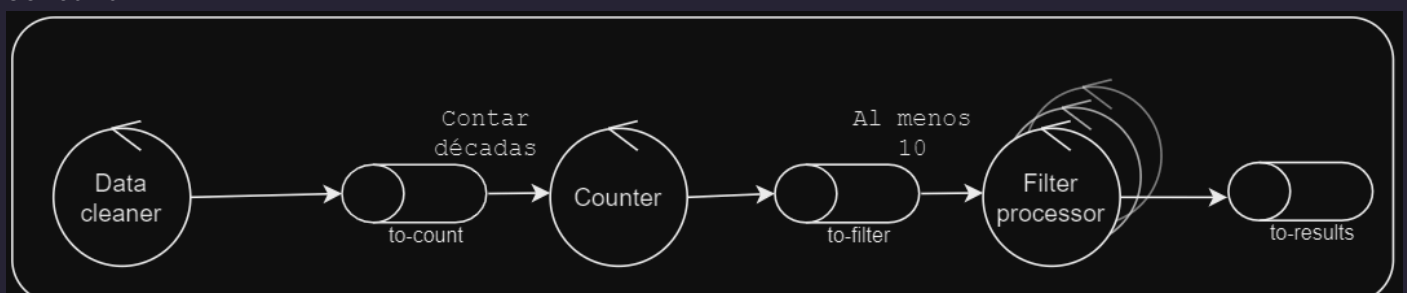 Contar
décadas
Al menos
10
Data
cleaner
Counter
Filter
processor
to-count
to-filter
to-results